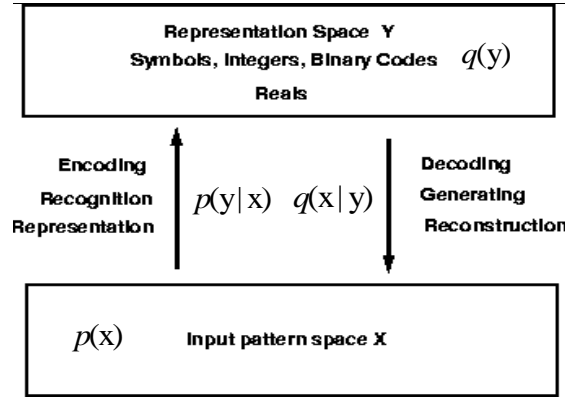 Representation Space Y
Symbols, Integers, Binary Codes q(y)
Reals
Encoding
Recognition
Representation
p(y|x) q(x|y)
Decoding
Generating
Reconstruction
p(x) Input pattern space X